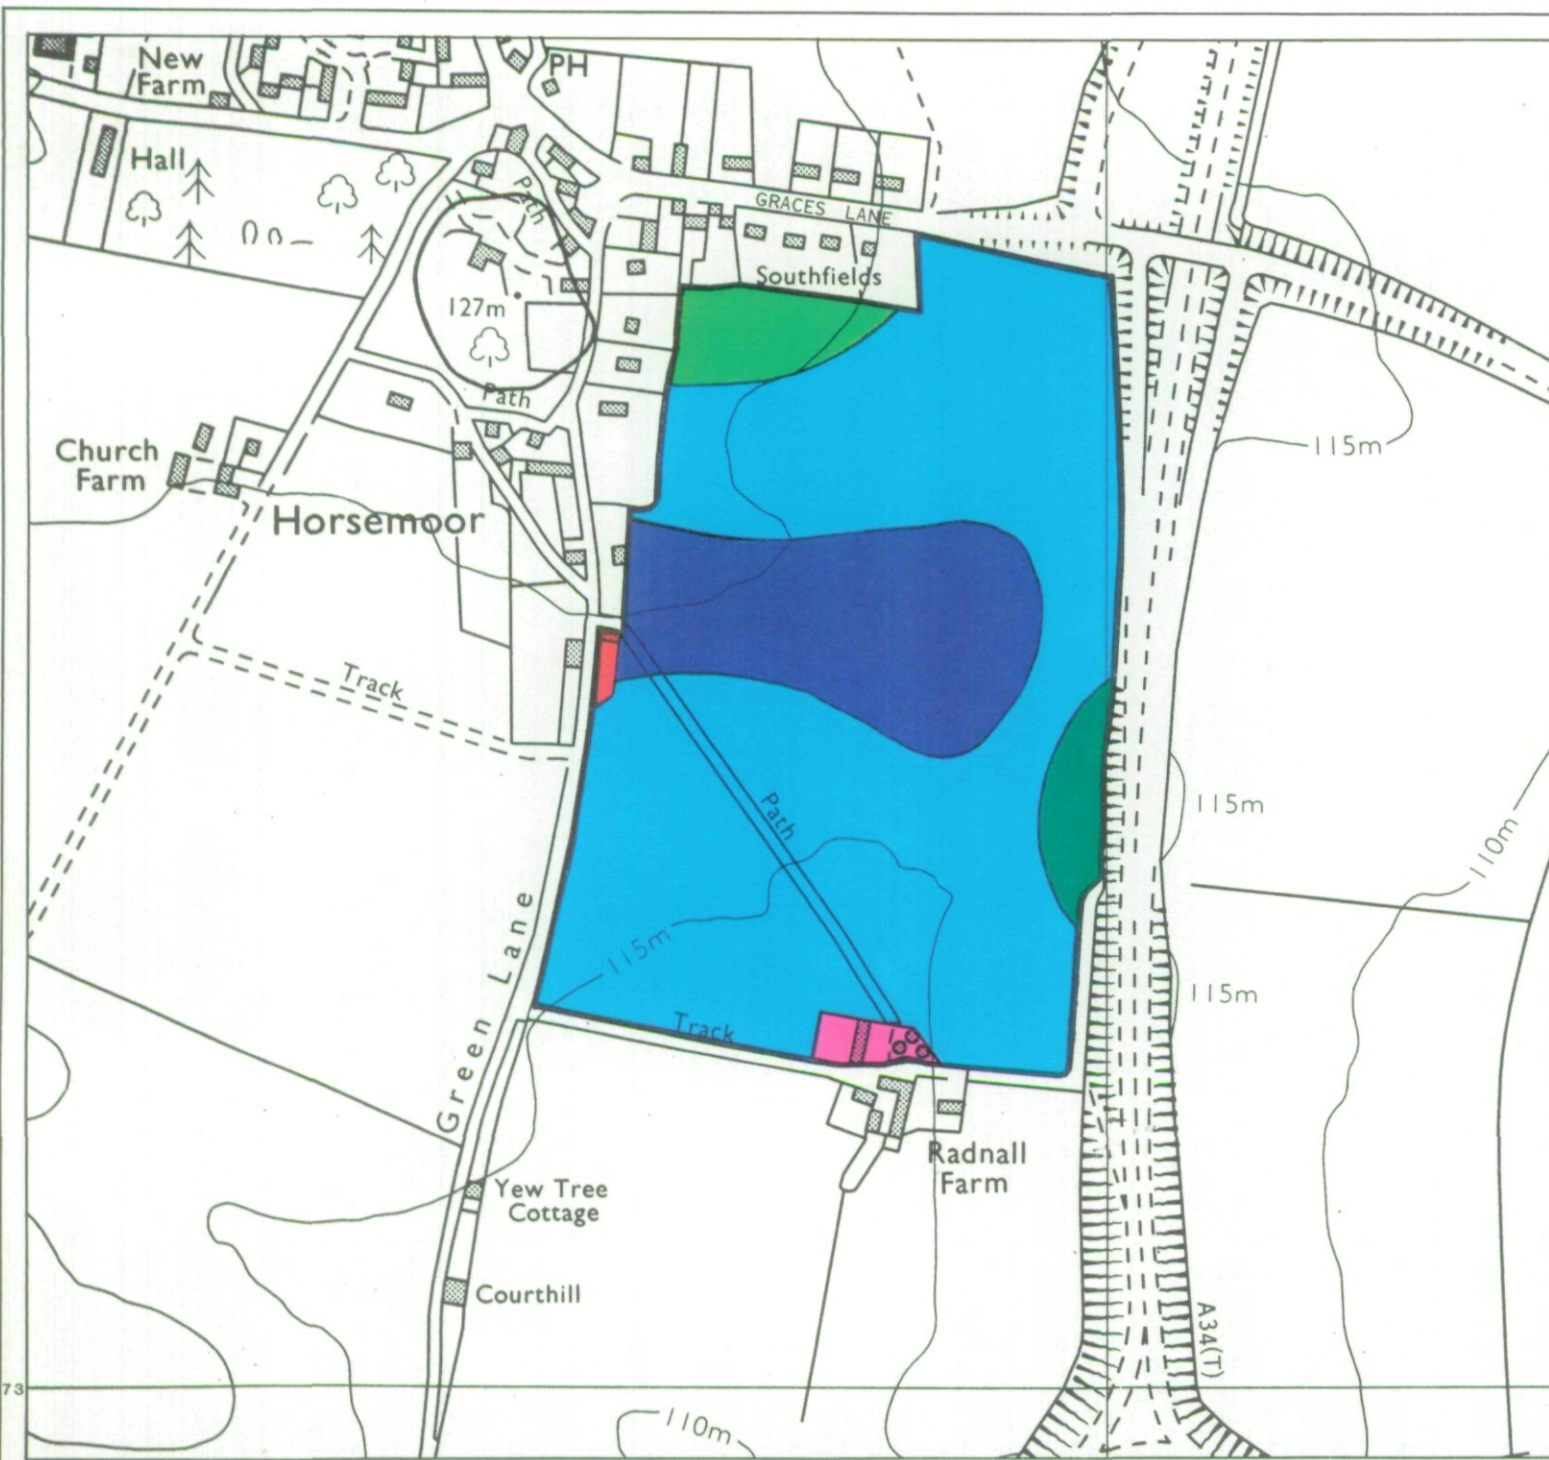 New
Farm
PH
Hall
Path
GRACES LANE
Southfields
127m
Path
Church
Farm
Horsemoor
115m
Track
Path
115m
110m
Green Lane
115m
115m
Track
Radnall
Farm
Yew Tree
Cottage
Courthill
A34(T)
73
110m